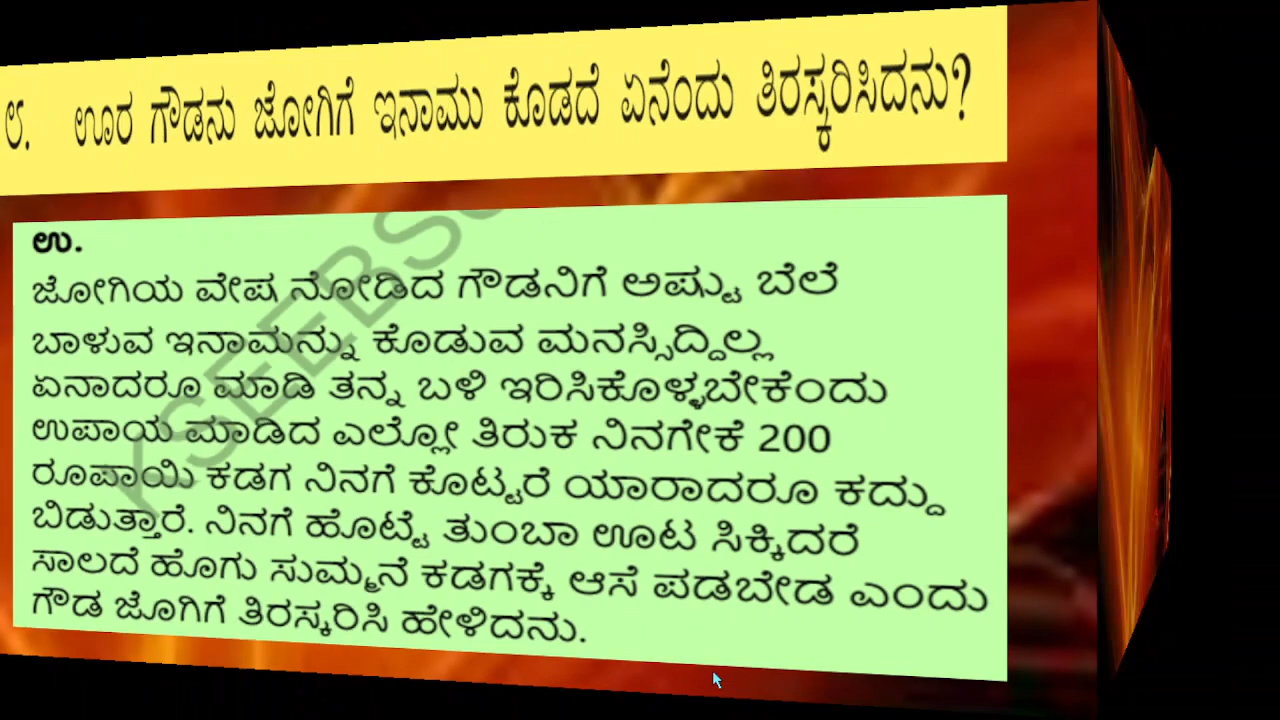 ೮. ಊರ ಗೌಡನು ಜೋಗಿಗೆ ಇನಾಮು ಕೊಡದೆ ಏನೆಂದು ತಿರಸ್ಕರಿಸಿದನು?
ಉ.
ಜೋಗಿಯ ವೇಷ ನೋಡಿದ ಗೌಡನಿಗೆ ಅಷ್ಟು ಬೆಲೆ
ಬಾಳುವ ಇನಾಮನ್ನು ಕೊಡುವ ಮನಸ್ಸಿದ್ದಿಲ್ಲ
ಏನಾದರೂ ಮಾಡಿ ತನ್ನ ಬಳಿ ಇರಿಸಿಕೊಳ್ಳಬೇಕೆಂದು
ಉಪಾಯ ಮಾಡಿದ ಎಲ್ಲೋ ತಿರುಕ ನಿನಗೇಕೆ 200
ರೂಪಾಯಿ ಕಡಗ ನಿನಗೆ ಕೊಟ್ಟರೆ ಯಾರಾದರೂ ಕದ್ದು
ಬಿಡುತ್ತಾರೆ. ನಿನಗೆ ಹೊಟ್ಟೆ ತುಂಬಾ ಊಟ ಸಿಕ್ಕಿದರೆ
ಸಾಲದೆ ಹೊಗು ಸುಮ್ಮನೆ ಕಡಗಕ್ಕೆ ಆಸೆ ಪಡಬೇಡ ಎಂದು
ಗೌಡ ಜೊಗಿಗೆ ತಿರಸ್ಕರಿಸಿ ಹೇಳಿದನು.